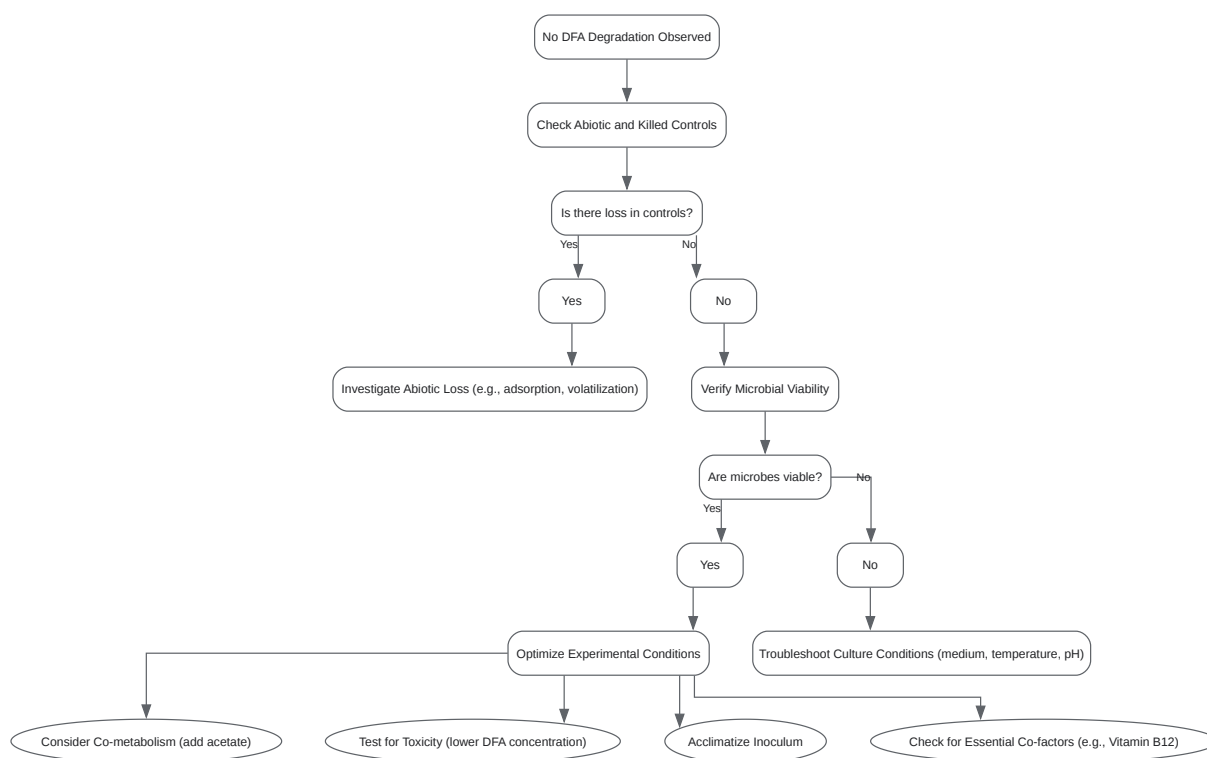 No DFA Degradation Observed
Check Abiotic and Killed Controls
Is there loss in controls?
Yes
No
Yes
No
Investigate Abiotic Loss (e.g., adsorption, volatilization)
Verify Microbial Viability
Are microbes viable?
No
Yes
Yes
No
Optimize Experimental Conditions
Troubleshoot Culture Conditions (medium, temperature, pH)
Consider Co-metabolism (add acetate)
Test for Toxicity (lower DFA concentration)
Acclimatize Inoculum
Check for Essential Co-factors (e.g., Vitamin B12)